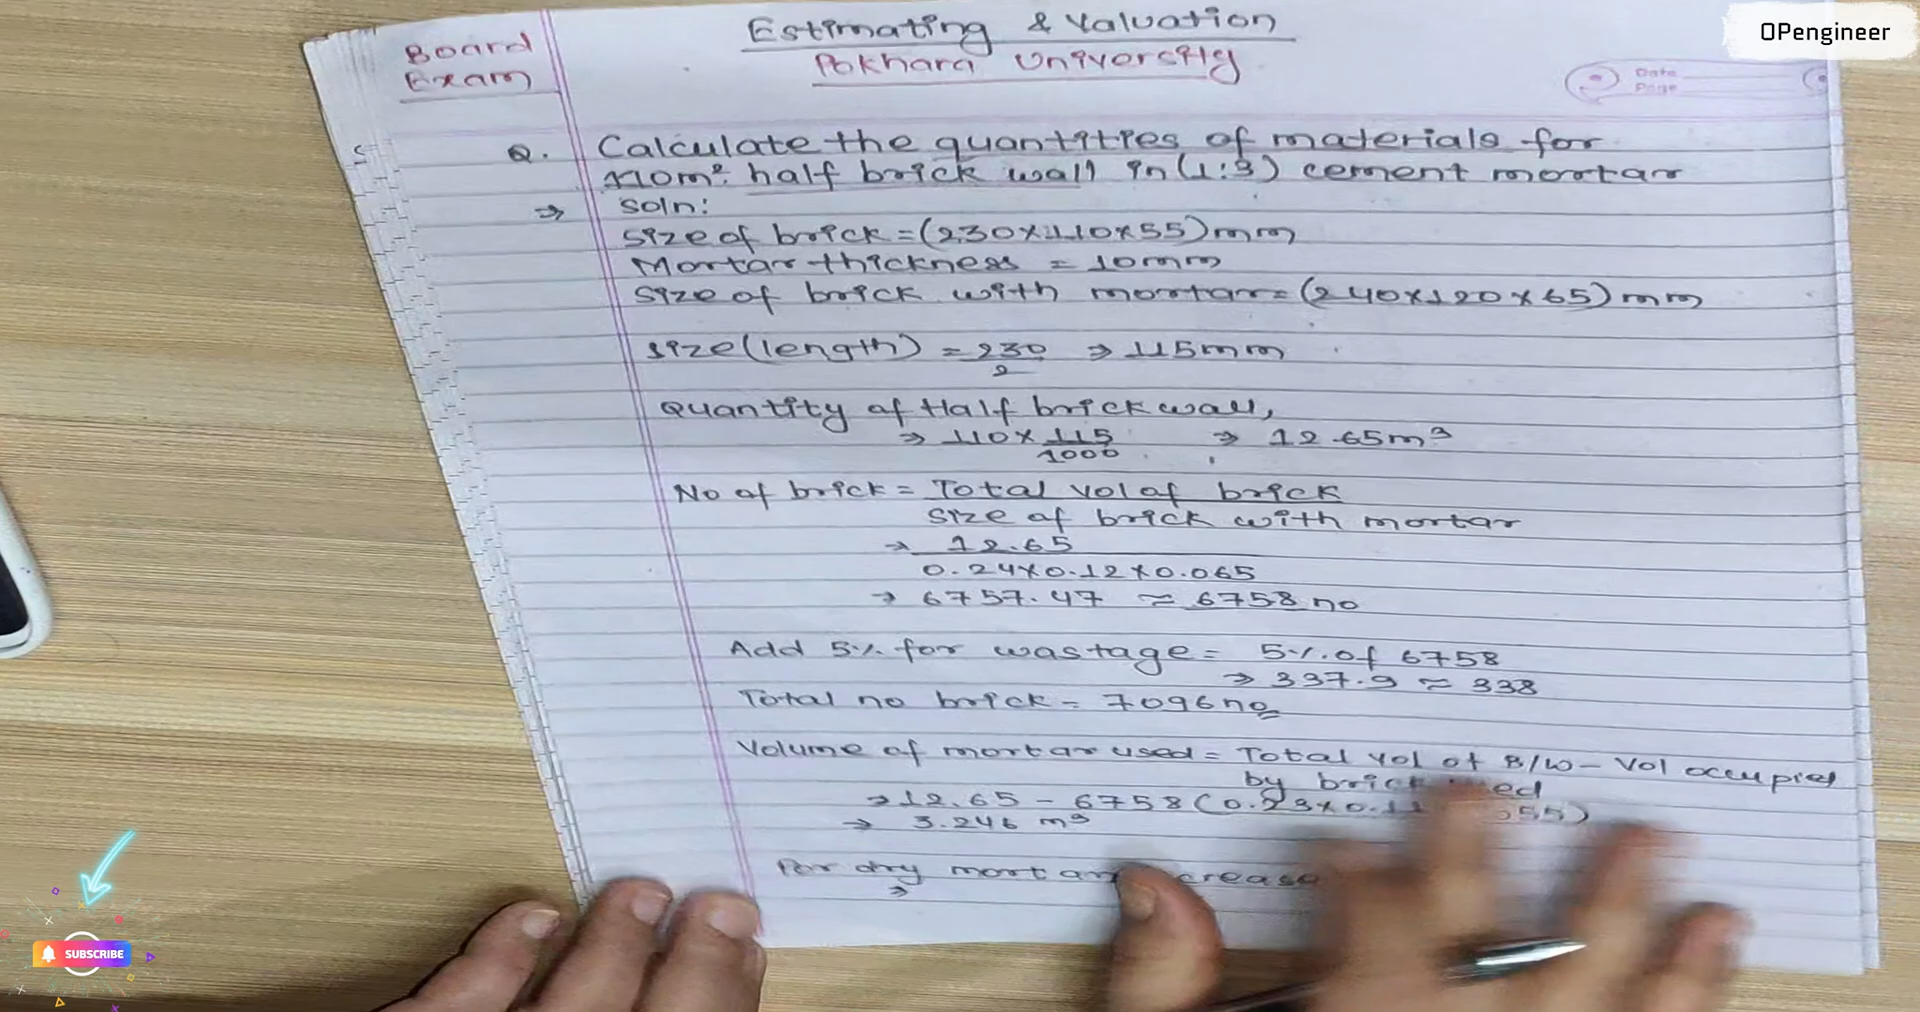 OPengineer
Board
Exam
Estimating & Valuation
Pokhara University
Date
Page
Q. Calculate the quantities of materials for
110m². half brick wall in (1:3) cement mortar
⇒ Soln:
Size of brick = (230×110×55)mm
Mortar thickness = 10mm
Size of brick with mortar = (240×120×65)mm
Size(length) = 230/2 ⇒ 115mm
Quantity of Half brick wall,
⇒ 110 × 115/1000 ⇒ 12.65m³
No of brick = Total vol of brick
Size of brick with mortar
→ 12.65
0.24×0.12×0.065
→ 6757.47 ≈ 6758 no
Add 5% for wastage = 5%. of 6758
⇒ 337.9 ≈ 338
Total no brick = 7096 no
Volume of mortar used = Total vol of B/W - Vol occupied
by brick
→ 12.65 - 6758(0.23×0.11 055)
→ 3.246 m³
For dry mortar
⇒
SUBSCRIBE